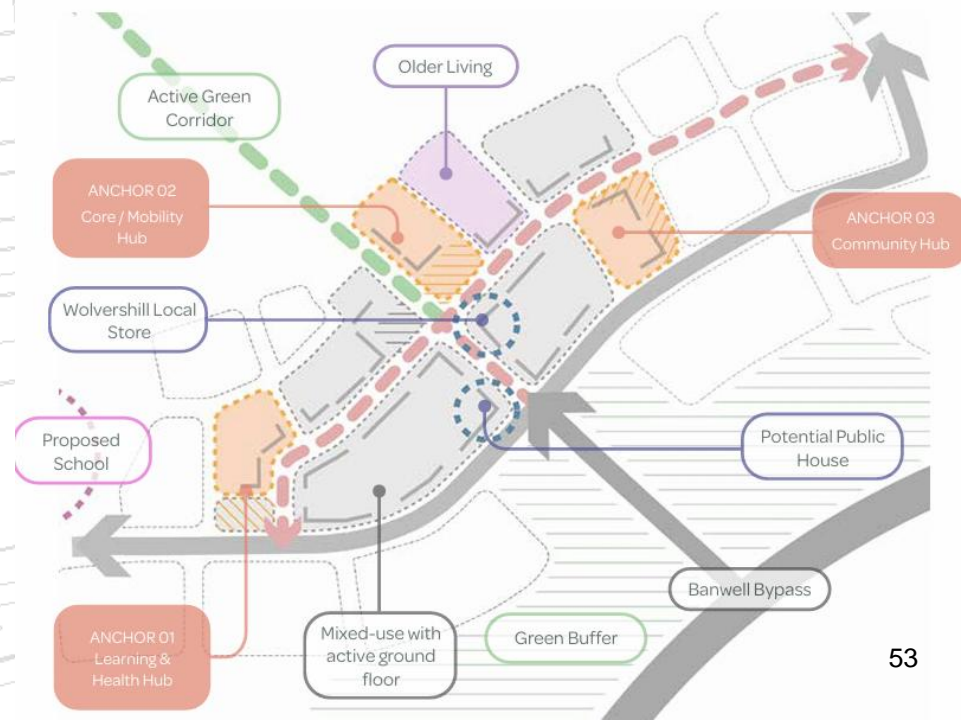 Older Living
Active Green
Corridor
ANCHOR 02
Core / Mobility
Hub
ANCHOR 03
Community Hub
Wolvershill Local
Store
Proposed
School
Potential Public
House
Banwell Bypass
ANCHOR 01
Learning &
Health Hub
Mixed-use with
active ground
floor
Green Buffer
53